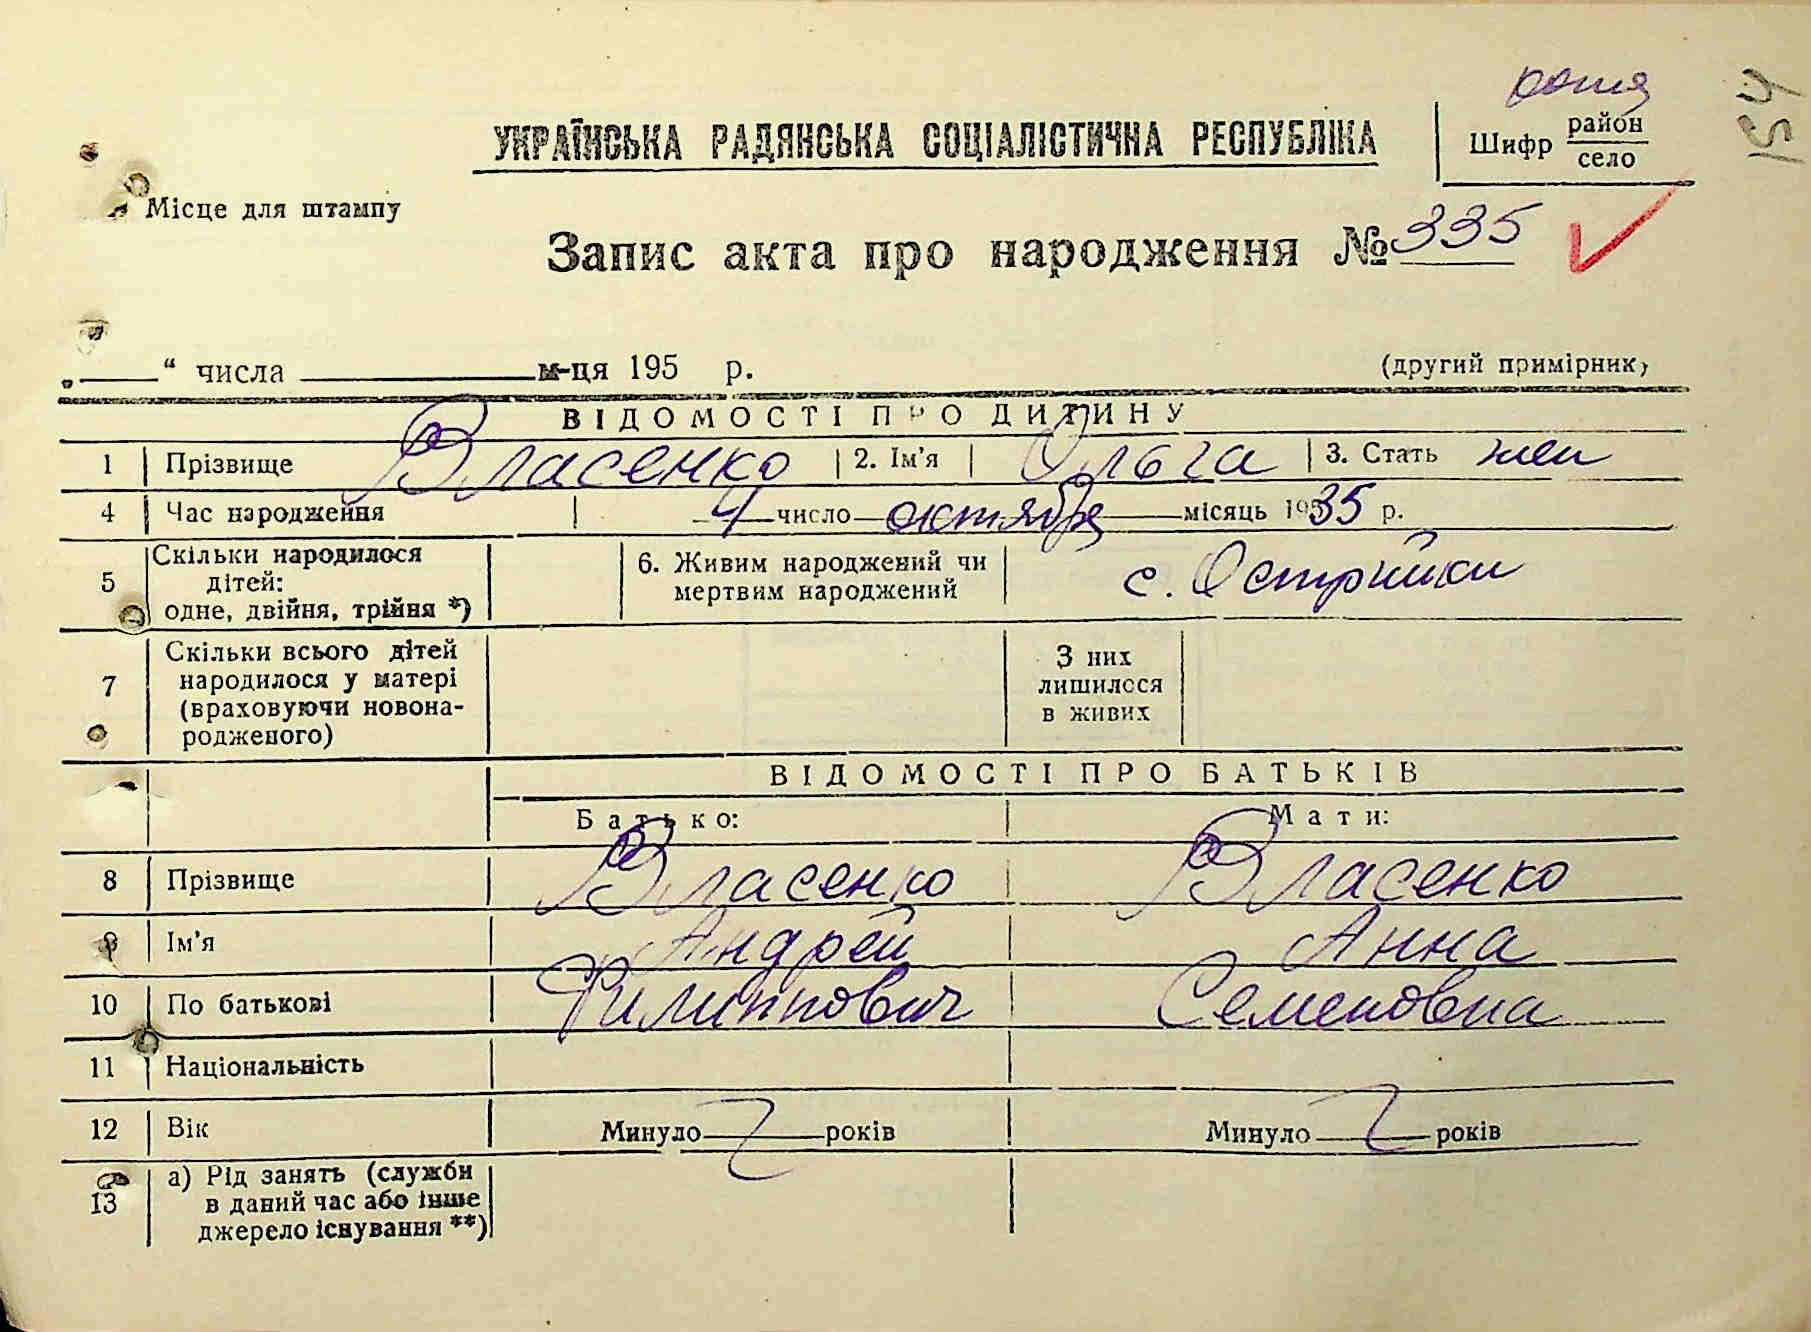 копія
154
УКРАЇНСЬКА РАДЯНСЬКА СОЦІАЛІСТИЧНА РЕСПУБЛІКА
Шифр район
село
Місце для штампу
Запис акта про народження № 335
„ “ числа м-ця 195 р. (другий примірник)
ВІДОМОСТІ ПРО ДИТИНУ
1 Прізвище Власенко 2. Ім'я Ольга 3. Стать жен
4 Час народження 4 число октября місяць 1935 р.
5 Скільки народилося дітей: одне, двійня, трійня *) 6. Живим народжений чи мертвим народжений с. Острійки
7 Скільки всього дітей народилося у матері (враховуючи новонародженого) З них лишилося в живих
ВІДОМОСТІ ПРО БАТЬКІВ
Батько: Мати:
8 Прізвище Власенко Власенко
9 Ім'я Андрей Анна
10 По батькові Филиппович Семеновна
11 Національність
12 Вік Минуло років Минуло років
13 а) Рід занять (служби в даний час або інше джерело існування **)